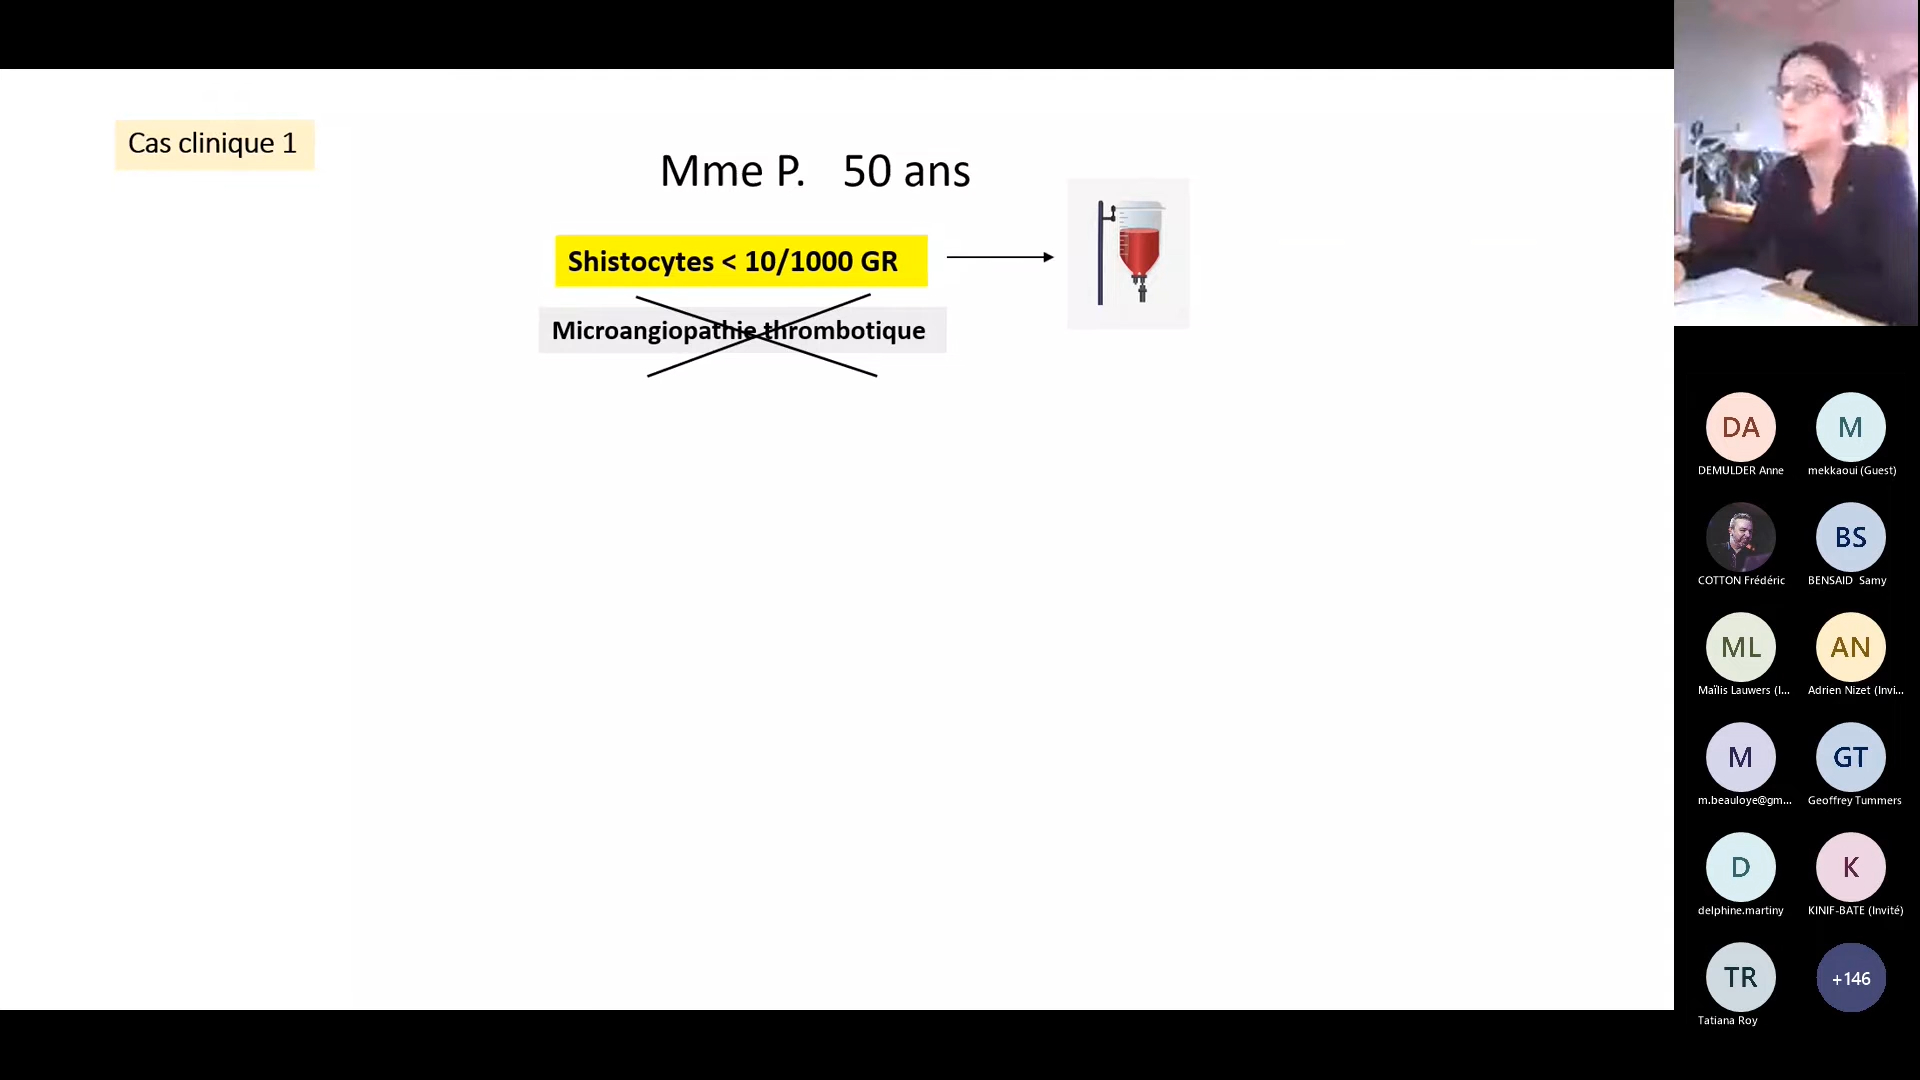 Cas clinique 1
Mme P. 50 ans
Shistocytes < 10/1000 GR
Microangiopathie thrombotique
DA
M
DEMULDER Anne
mekkaoui (Guest)
BS
COTTON Frédéric
BENSAID Samy
ML
AN
Maïlis Lauwers (I...
Adrien Nizet (Invi...
M
GT
m.beauloye@gm...
Geoffrey Tummers
D
K
delphine.martiny
KINIF-BATE (Invité)
TR
+146
Tatiana Roy